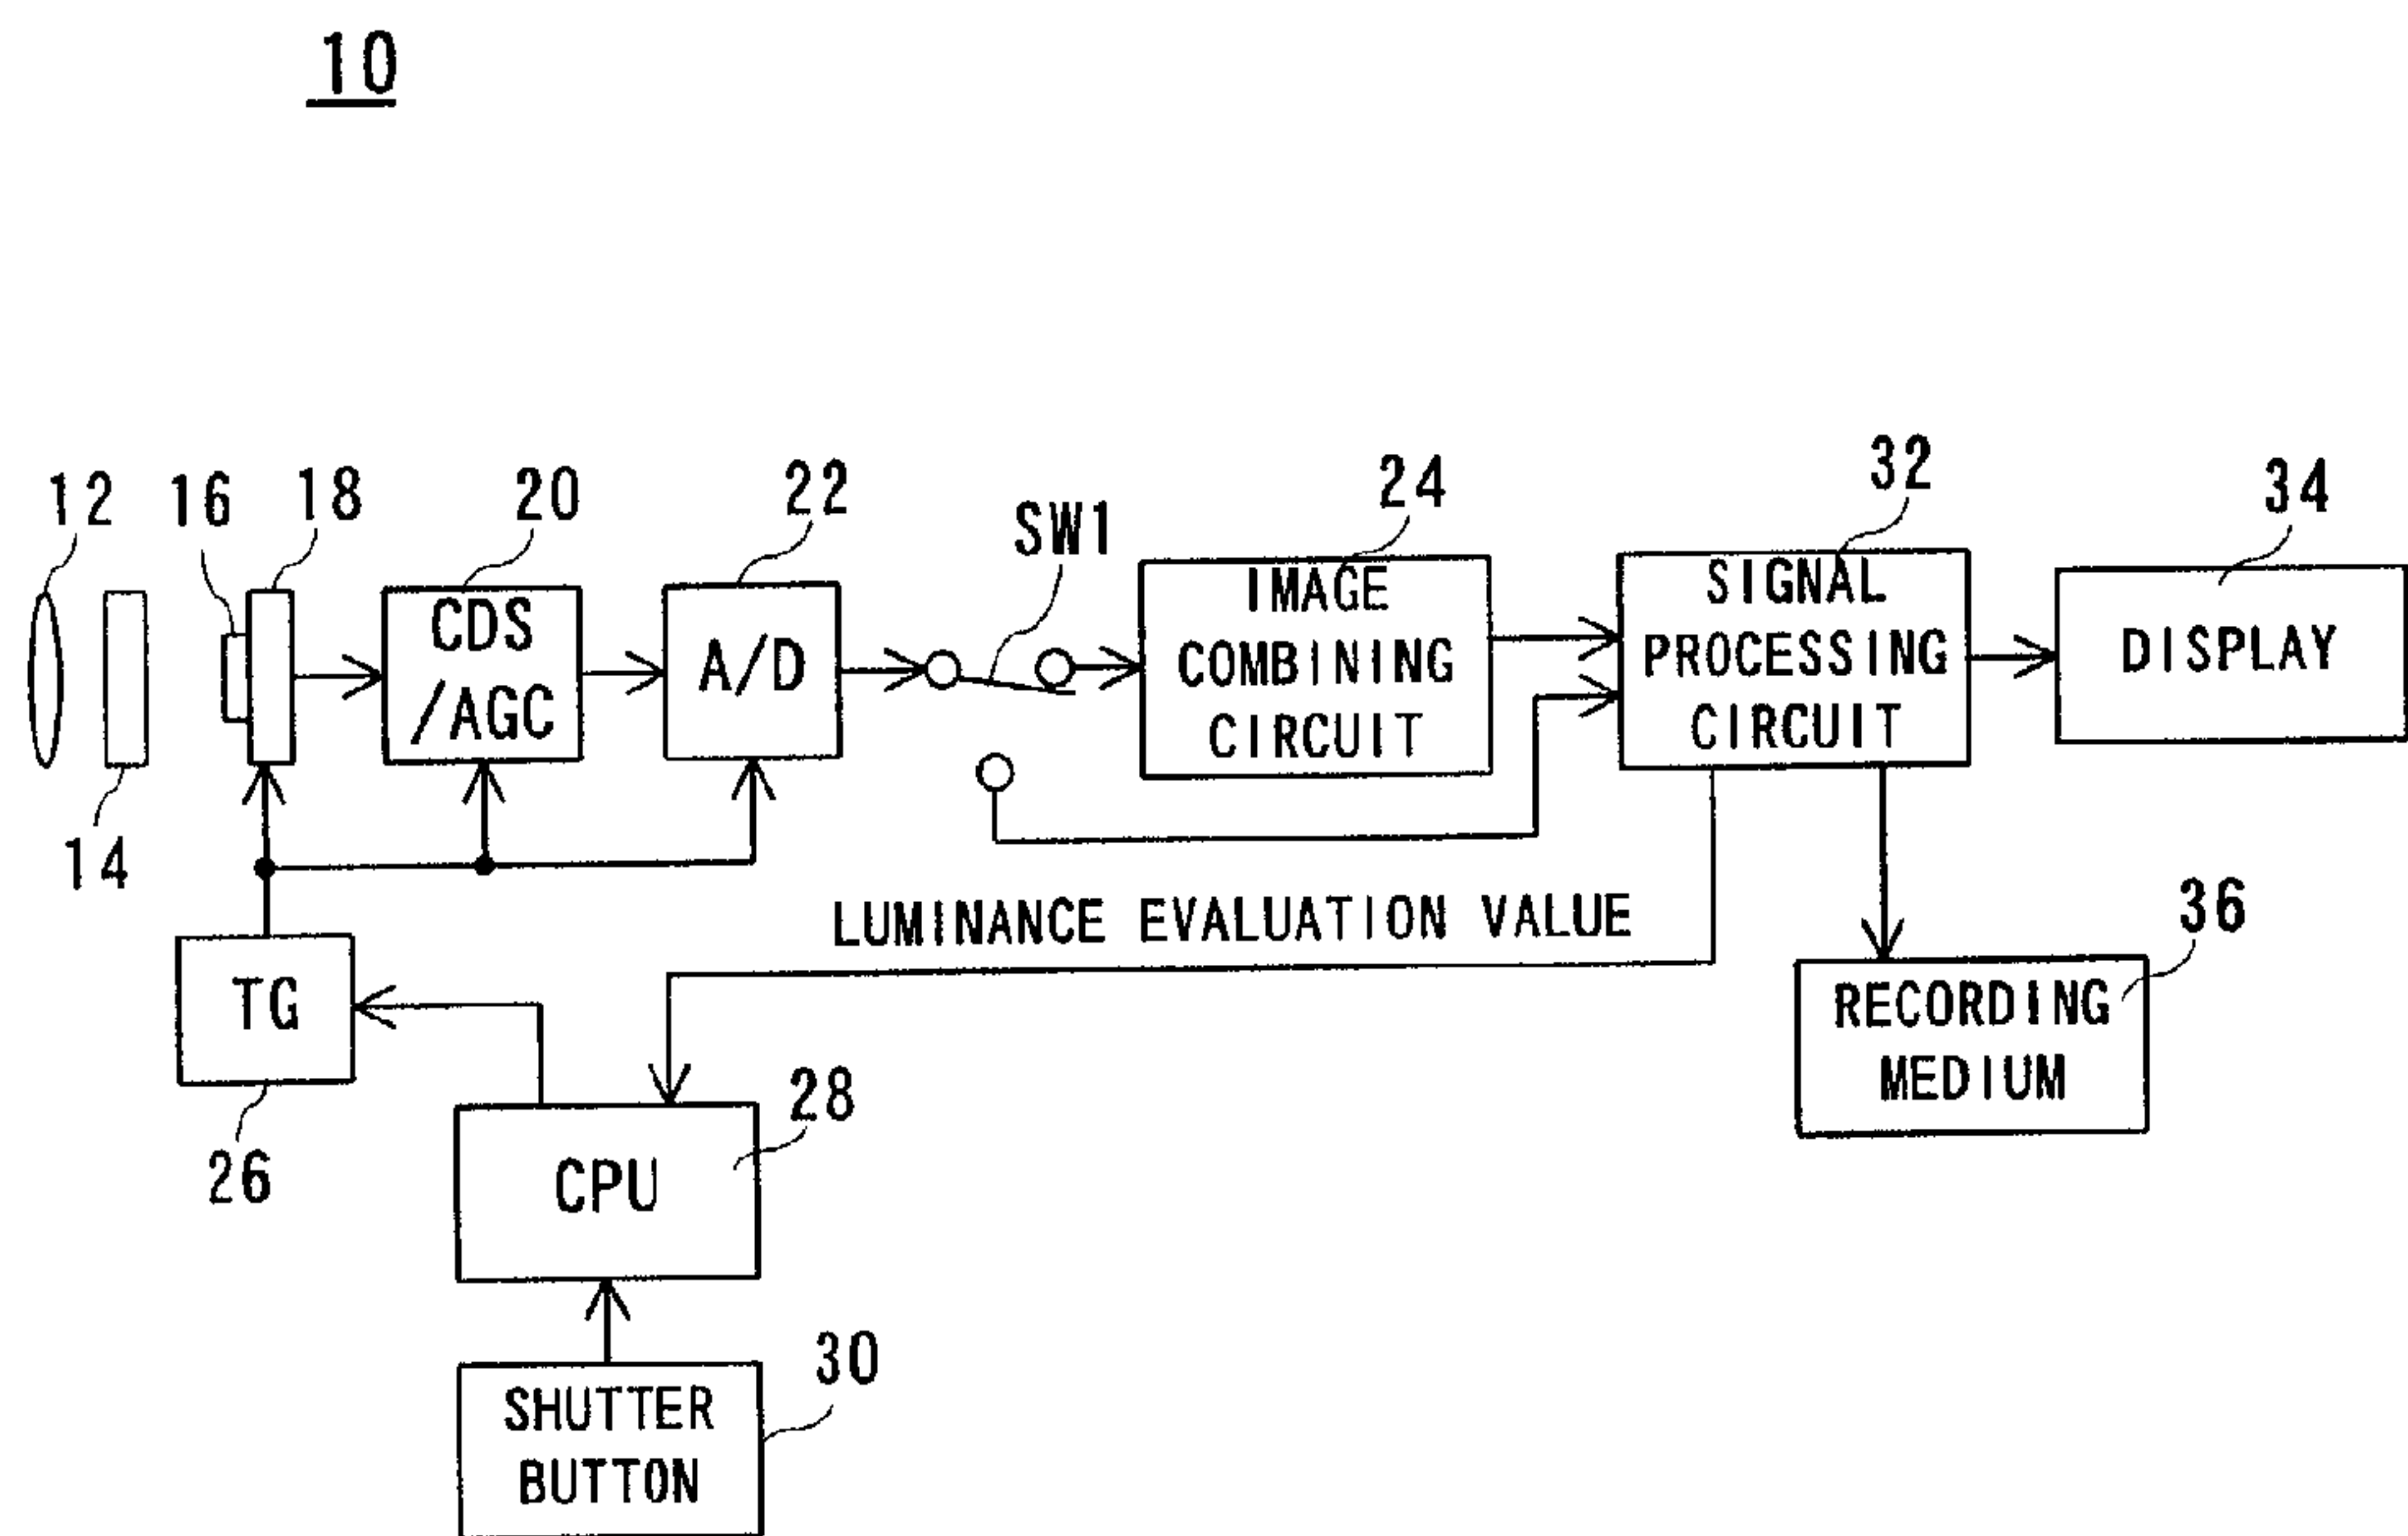 10
12
16
18
20
22
SW1
24
32
34
CDS
/AGC
A/D
IMAGE
COMBINING
CIRCUIT
SIGNAL
PROCESSING
CIRCUIT
DISPLAY
14
LUMINANCE EVALUATION VALUE
36
TG
RECORDING
MEDIUM
26
28
CPU
30
SHUTTER
BUTTON